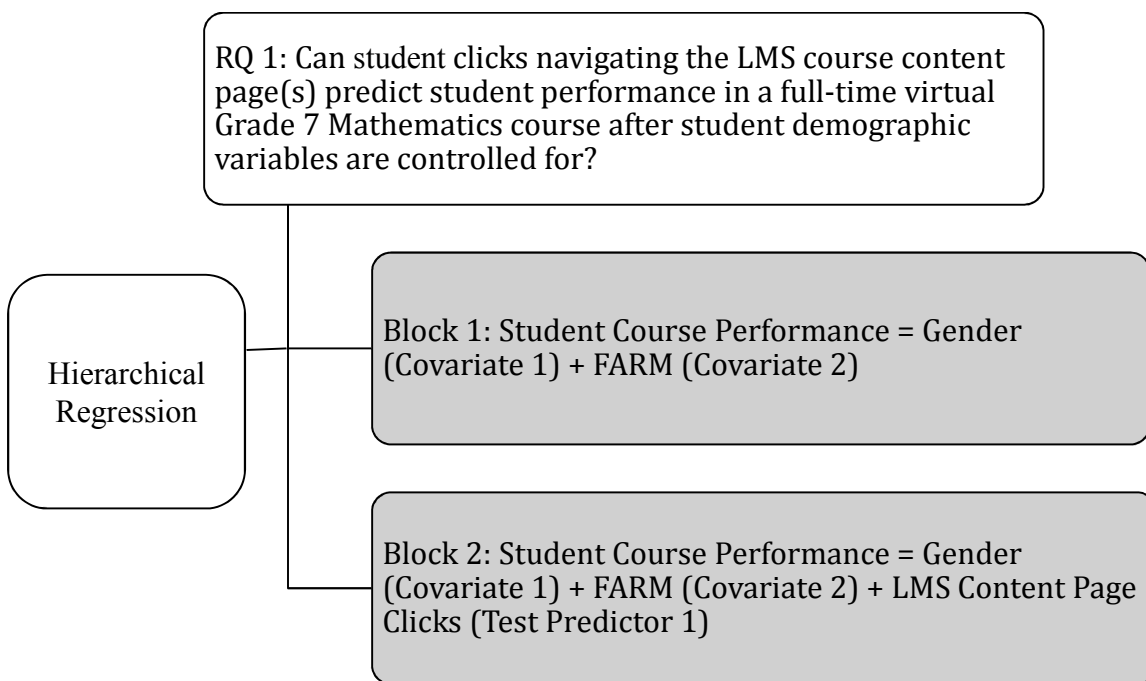 RQ 1: Can student clicks navigating the LMS course content
page(s) predict student performance in a full-time virtual
Grade 7 Mathematics course after student demographic
variables are controlled for?
Hierarchical
Regression
Block 1: Student Course Performance = Gender
(Covariate 1) + FARM (Covariate 2)
Block 2: Student Course Performance = Gender
(Covariate 1) + FARM (Covariate 2) + LMS Content Page
Clicks (Test Predictor 1)